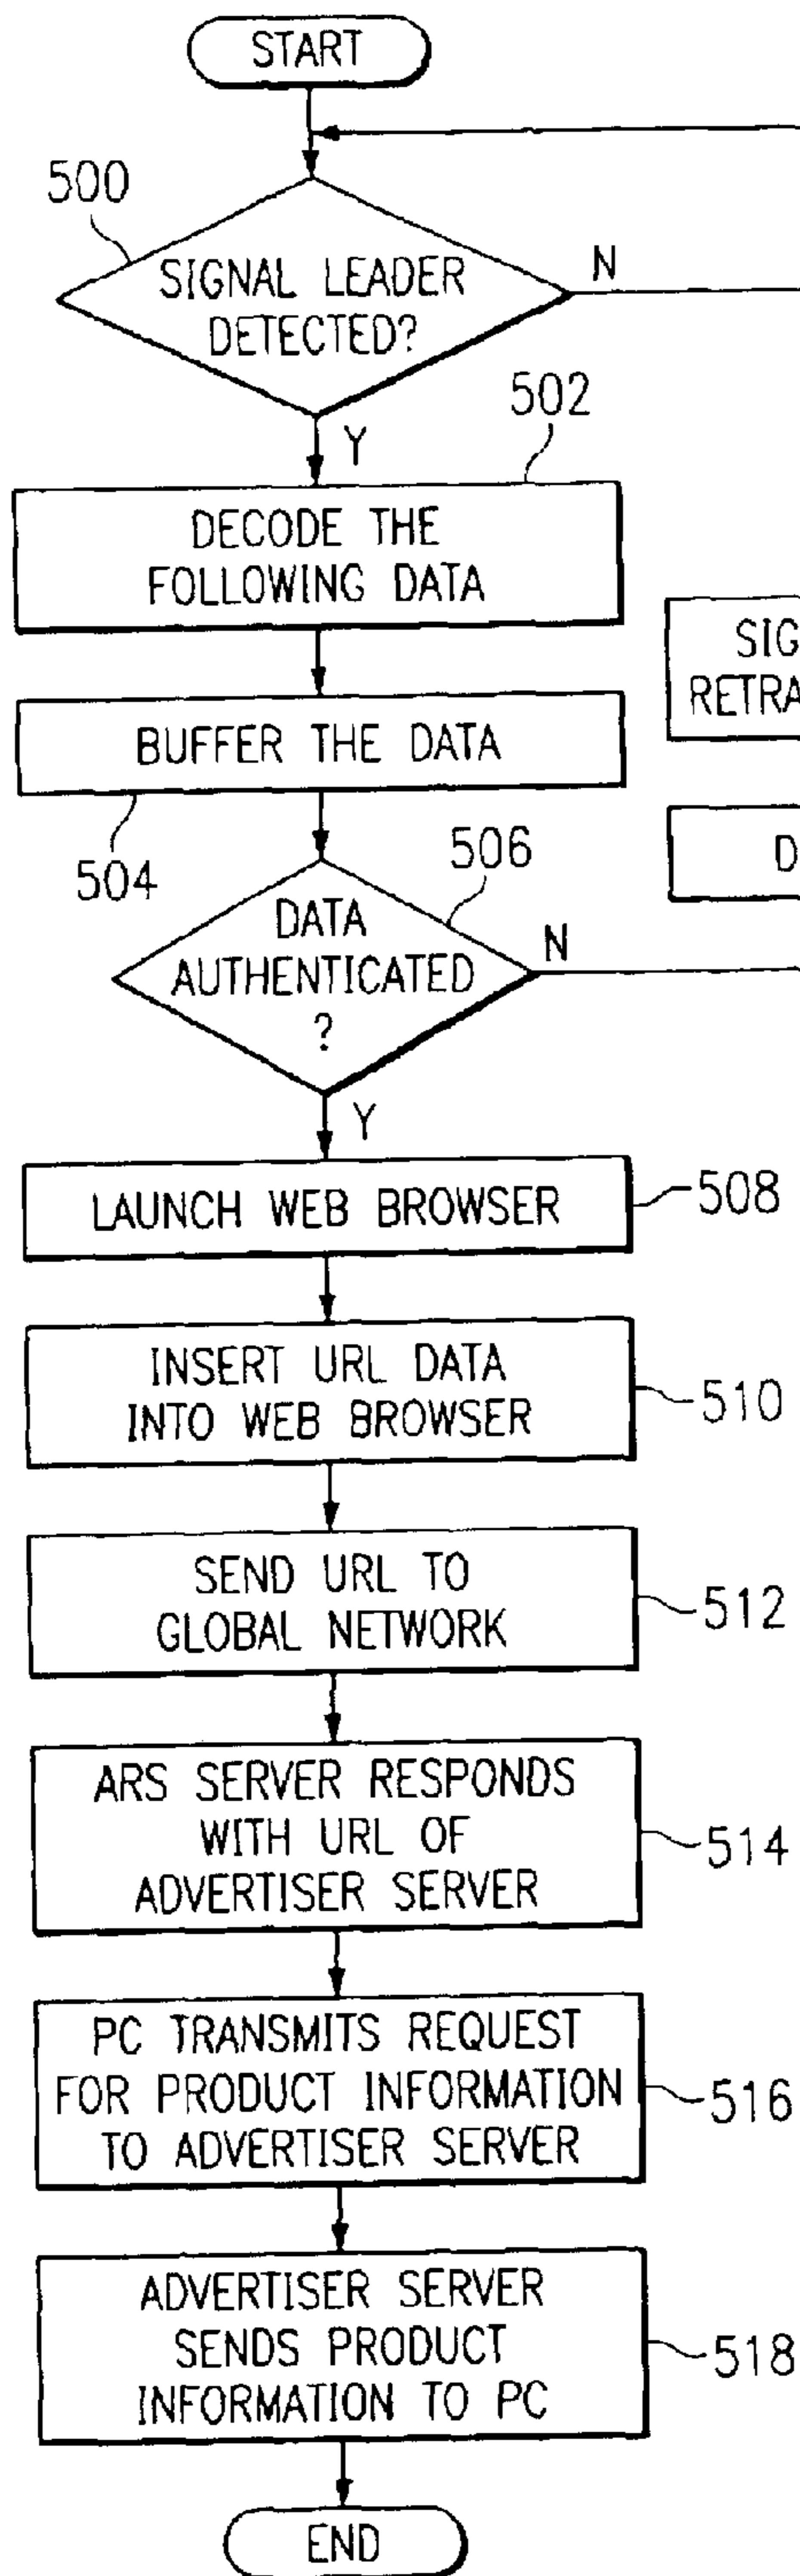 START
500
SIGNAL LEADER
DETECTED?
N
Y
502
DECODE THE
FOLLOWING DATA
SIG
RETRA
BUFFER THE DATA
504
D
506
DATA
AUTHENTICATED
?
N
Y
LAUNCH WEB BROWSER
508
INSERT URL DATA
INTO WEB BROWSER
510
SEND URL TO
GLOBAL NETWORK
512
ARS SERVER RESPONDS
WITH URL OF
ADVERTISER SERVER
514
PC TRANSMITS REQUEST
FOR PRODUCT INFORMATION
TO ADVERTISER SERVER
516
ADVERTISER SERVER
SENDS PRODUCT
INFORMATION TO PC
518
END